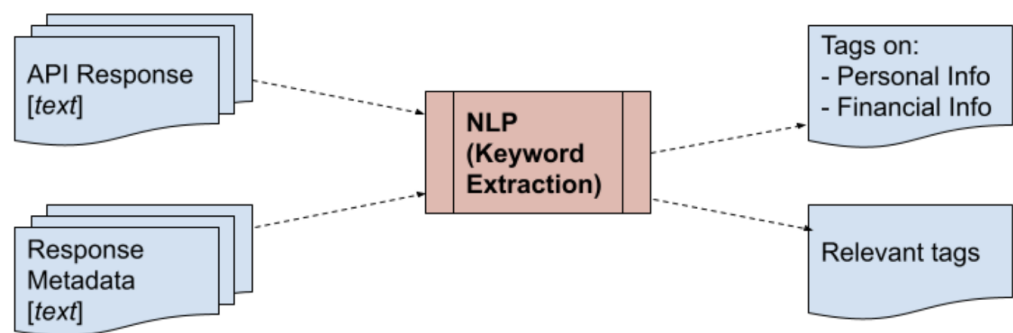 API Response
[text]
Response
Metadata
[text]
NLP
(Keyword
Extraction)
Tags on:
- Personal Info
- Financial Info
Relevant tags